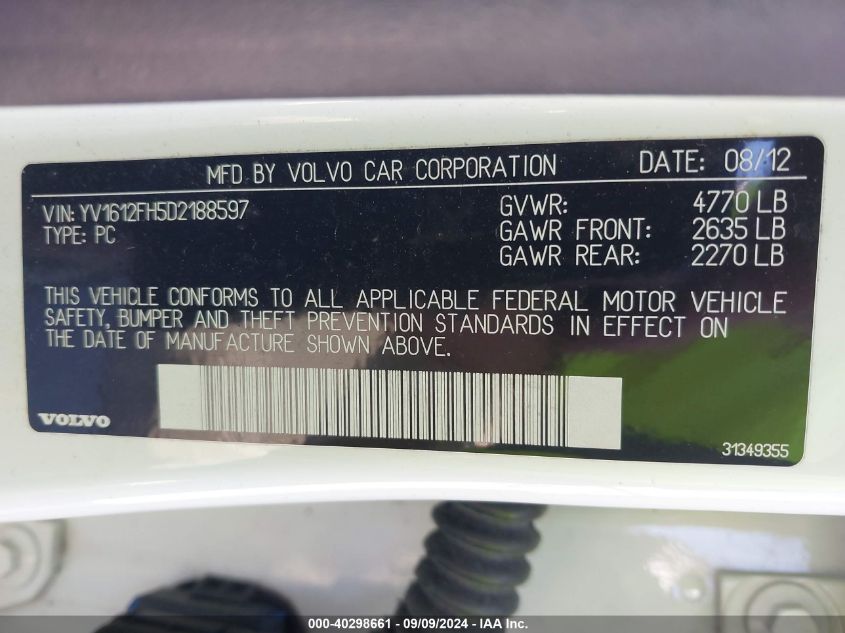 MFD BY VOLVO CAR CORPORATION DATE: 08/12
VIN: YV1612FH5D2188597 GVWR: 4770 LB
TYPE: PC GAWR FRONT: 2635 LB
GAWR REAR: 2270 LB
THIS VEHICLE CONFORMS TO ALL APPLICABLE FEDERAL MOTOR VEHICLE
SAFETY, BUMPER AND THEFT PREVENTION STANDARDS IN EFFECT ON
THE DATE OF MANUFACTURE SHOWN ABOVE.
VOLVO
31349355
000-40298661 - 09/09/2024 - IAA Inc.